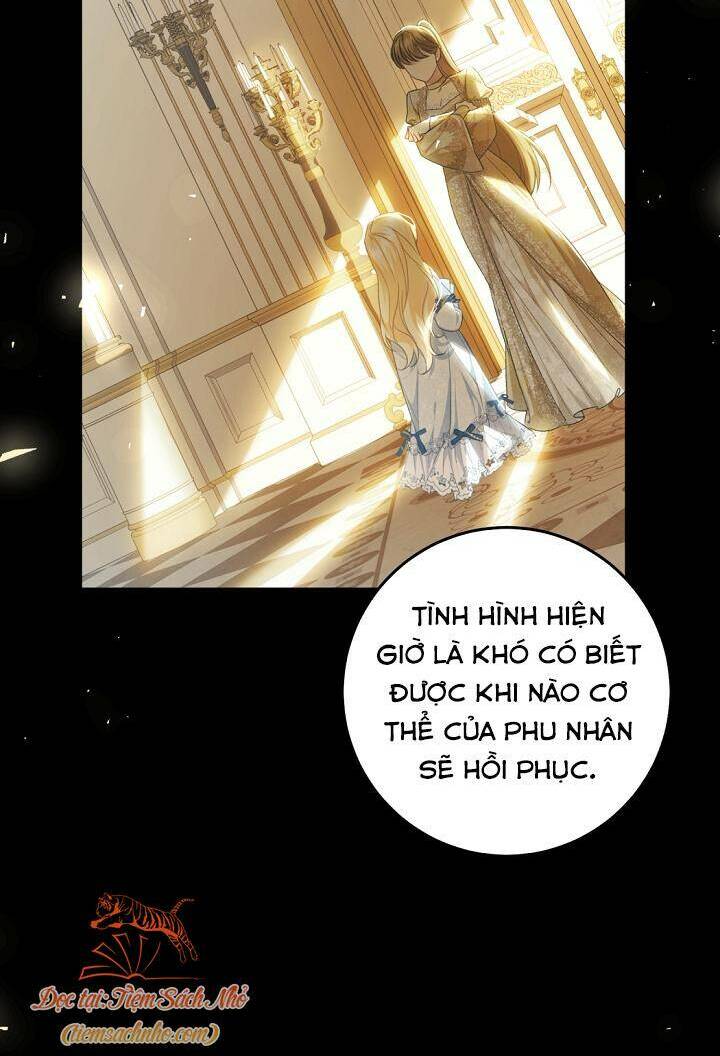 TÌNH HÌNH HIỆN
GIỜ LÀ KHÓ CÓ BIẾT
ĐƯỢC KHI NÀO CƠ
THỂ CỦA PHU NHÂN
SẼ HỒI PHỤC.
Đọc tại: Tiệm Sách Nhỏ
(tiemsachnho.com)